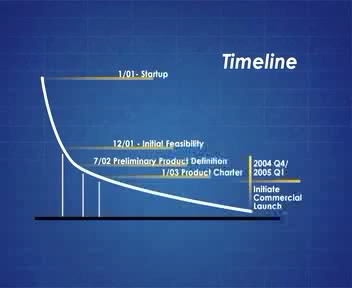 Timeline
1/01- Startup
12/01 - Initial Feasibility
7/02 Preliminary Product Definition
1/03 Product Charter
2004 Q4/
2005 Q1
Initiate
Commercial
Launch